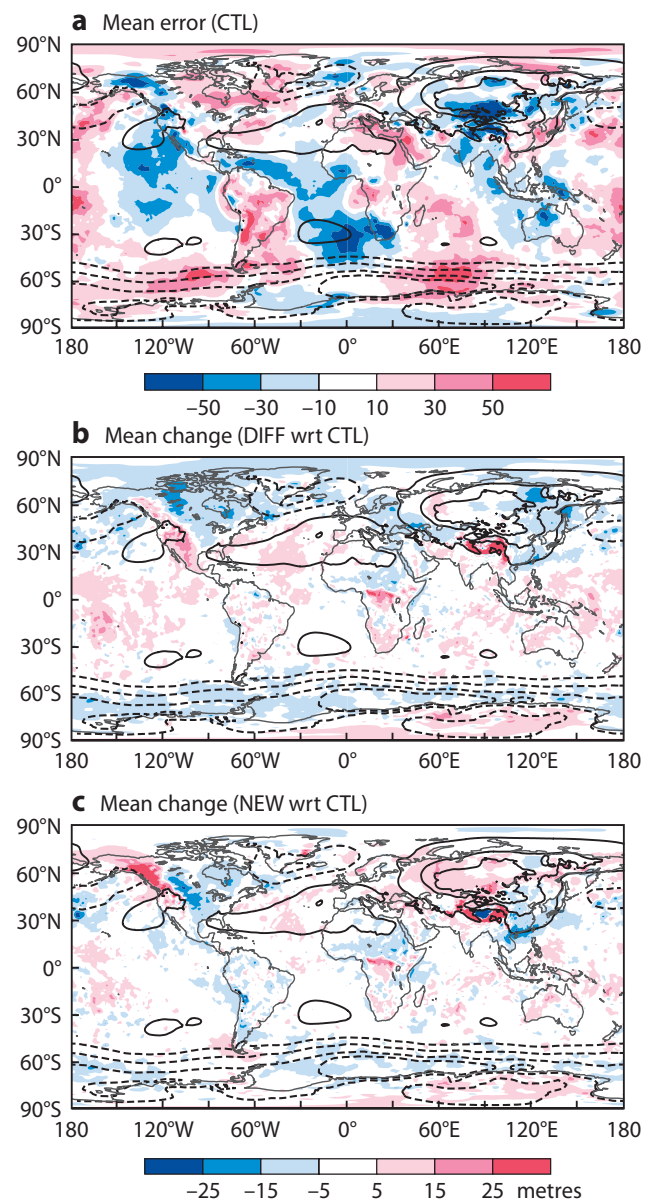 a Mean error (CTL)
90°N
60°N
30°N
0°
30°S
60°S
90°S
180 120°W 60°W 0° 60°E 120°E 180
–50 –30 –10 10 30 50
b Mean change (DIFF wrt CTL)
90°N
60°N
30°N
0°
30°S
60°S
90°S
180 120°W 60°W 0° 60°E 120°E 180
c Mean change (NEW wrt CTL)
90°N
60°N
30°N
0°
30°S
60°S
90°S
180 120°W 60°W 0° 60°E 120°E 180
–25 –15 –5 5 15 25 metres